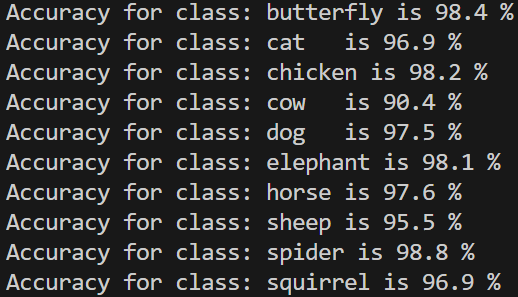 Accuracy for class: butterfly is 98.4 %
Accuracy for class: cat   is 96.9 %
Accuracy for class: chicken is 98.2 %
Accuracy for class: cow   is 90.4 %
Accuracy for class: dog   is 97.5 %
Accuracy for class: elephant is 98.1 %
Accuracy for class: horse is 97.6 %
Accuracy for class: sheep is 95.5 %
Accuracy for class: spider is 98.8 %
Accuracy for class: squirrel is 96.9 %